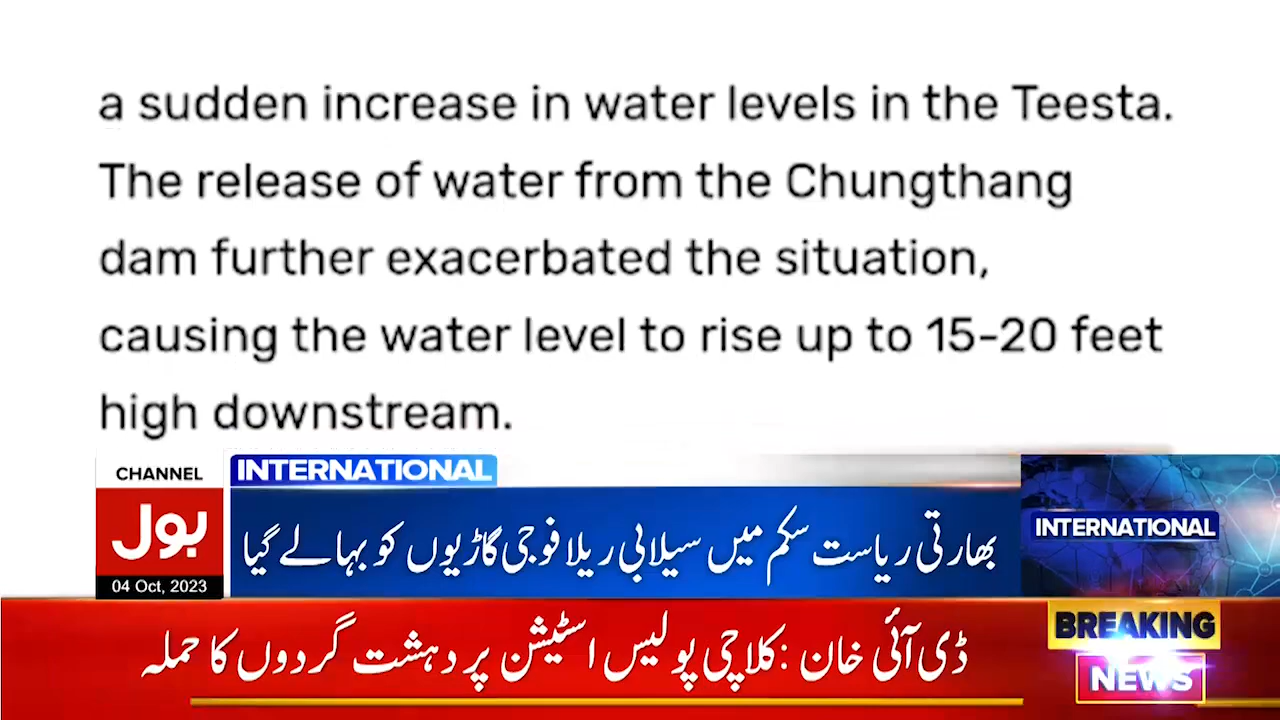 a sudden increase in water levels in the Teesta.
The release of water from the Chungthang
dam further exacerbated the situation,
causing the water level to rise up to 15-20 feet
high downstream.
CHANNEL
بول
04 Oct, 2023
INTERNATIONAL
بھارتی ریاست سکم میں سیلابی ریلا فوجی گاڑیوں کو بہا لے گیا
INTERNATIONAL
ڈی آئی خان :کلاچی پولیس اسٹیشن پر دہشت گردوں کا حملہ
BREAKING
NEWS